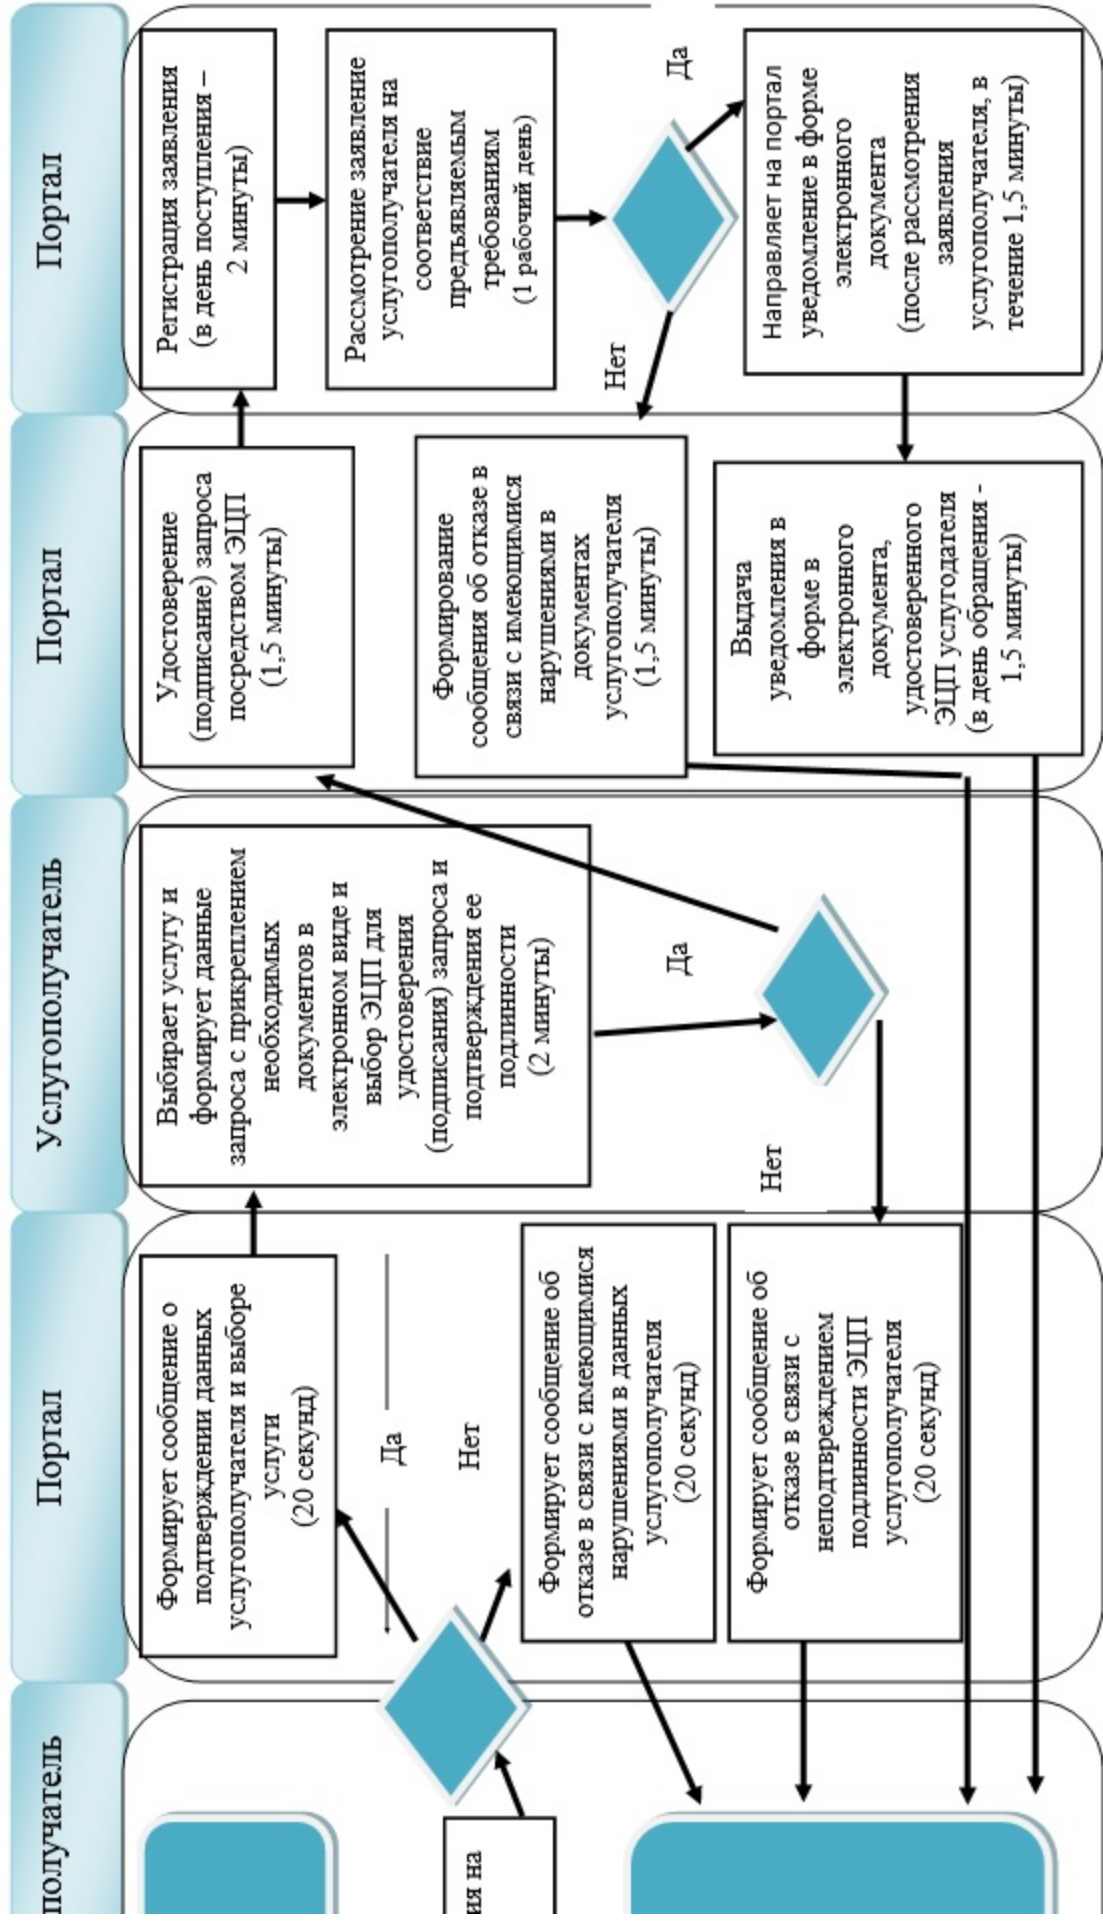 получатель
ия на
Портал
Формирует сообщение о
подтверждении данных
услугополучателя и выборе
услуги
(20 секунд)
Да
Нет
Формирует сообщение об
отказе в связи с имеющимися
нарушениями в данных
услугополучателя
(20 секунд)
Формирует сообщение об
отказе в связи с
неподтвреждением
подлинности ЭЦП
услугополучателя
(20 секунд)
Услугополучатель
Выбирает услугу и
формирует данные
запроса с прикреплением
необходимых
документов в
электронном виде и
выбор ЭЦП для
удостоверения
(подписания) запроса и
подтверждения ее
подлинности
(2 минуты)
Да
Нет
Портал
Удостоверение
(подписание) запроса
посредством ЭЦП
(1,5 минуты)
Формирование
сообщения об отказе в
связи с имеющимися
нарушениями в
документах
услугополучателя
(1,5 минуты)
Выдача
уведомления в
форме в
электронного
документа,
удостоверенного
ЭЦП услугодателя
(в день обращения -
1,5 минуты)
Портал
Регистрация заявления
(в день поступления –
2 минуты)
Рассмотрение заявление
услугополучателя на
соответствие
предъявляемым
требованиям
(1 рабочий день)
Да
Нет
Направляет на портал
уведомление в форме
электронного
документа
(после рассмотрения
заявления
услугополучателя, в
течение 1,5 минуты)